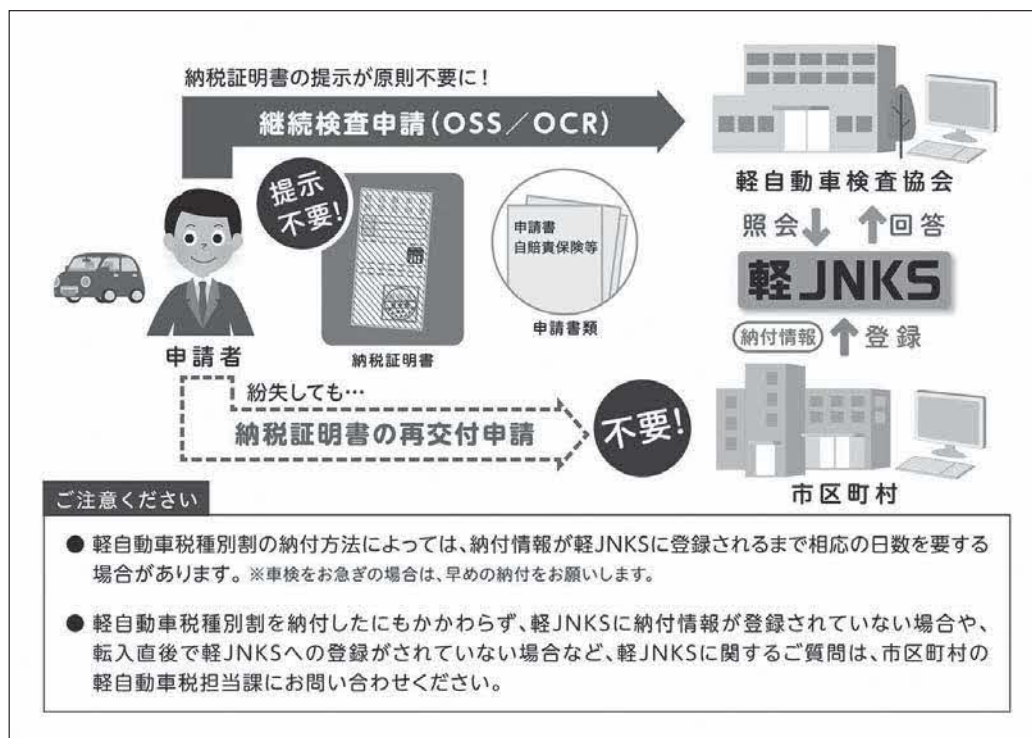 納税証明書の提示が原則不要に！
継続検査申請（OSS／OCR）
提示
不要！
申請書
自賠責保険等
申請者
納税証明書
申請書類
軽自動車検査協会
照会
回答
軽JNKS
納付情報
登録
紛失しても…
納税証明書の再交付申請
不要！
市区町村
ご注意ください
● 軽自動車税種別割の納付方法によっては、納付情報が軽JNKSに登録されるまで相応の日数を要する
場合があります。※車検をお急ぎの場合は、早めの納付をお願いします。
● 軽自動車税種別割を納付したにもかかわらず、軽JNKSに納付情報が登録されていない場合や、
転入直後で軽JNKSへの登録がされていない場合など、軽JNKSに関するご質問は、市区町村の
軽自動車税担当課にお問い合わせください。